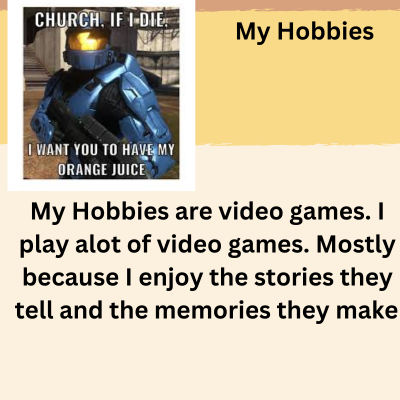 CHURCH, IF I DIE,
I WANT YOU TO HAVE MY
ORANGE JUICE
My Hobbies
My Hobbies are video games. I
play alot of video games. Mostly
because I enjoy the stories they
tell and the memories they make